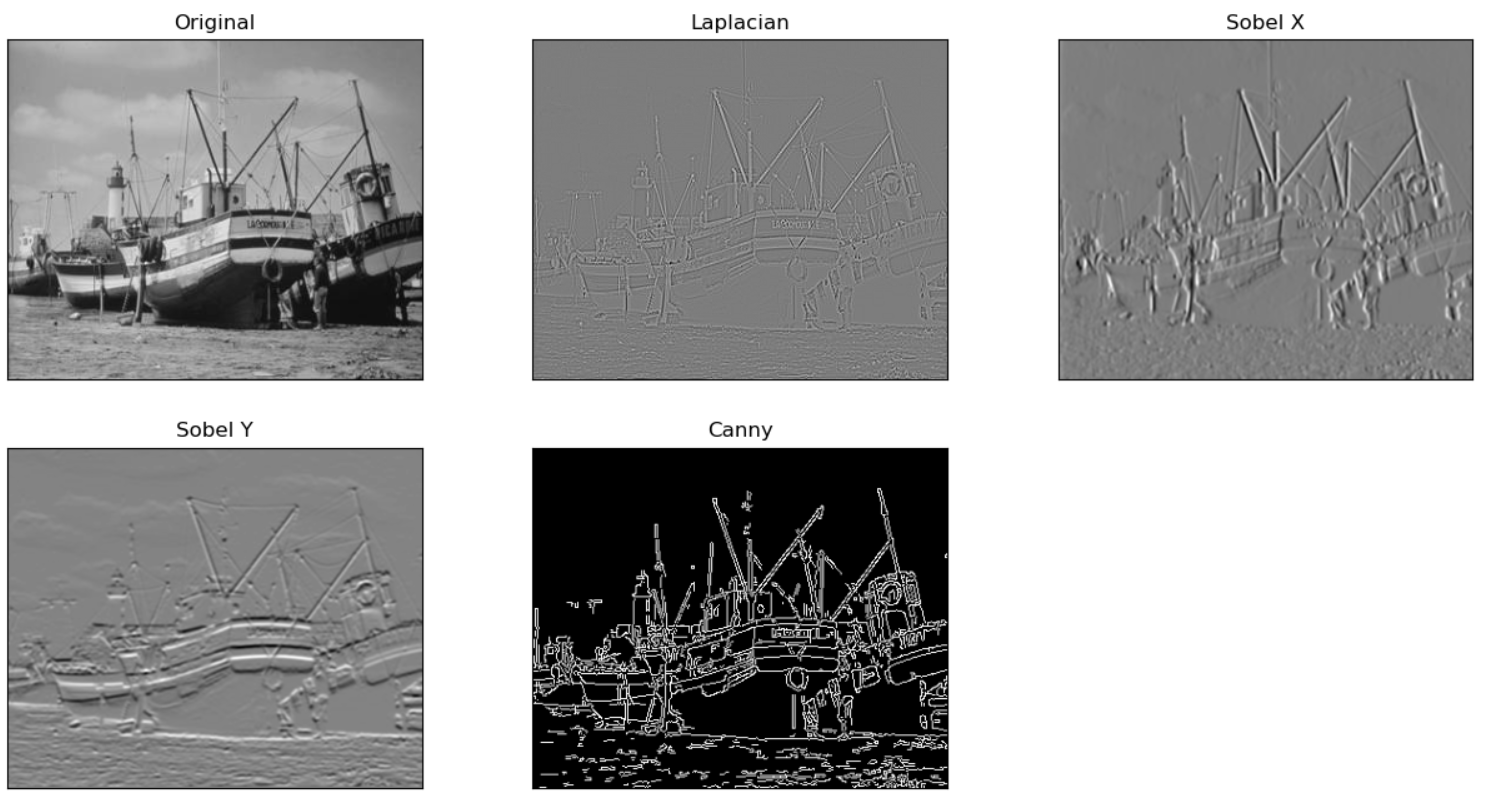 Original
Laplacian
Sobel X
Sobel Y
Canny